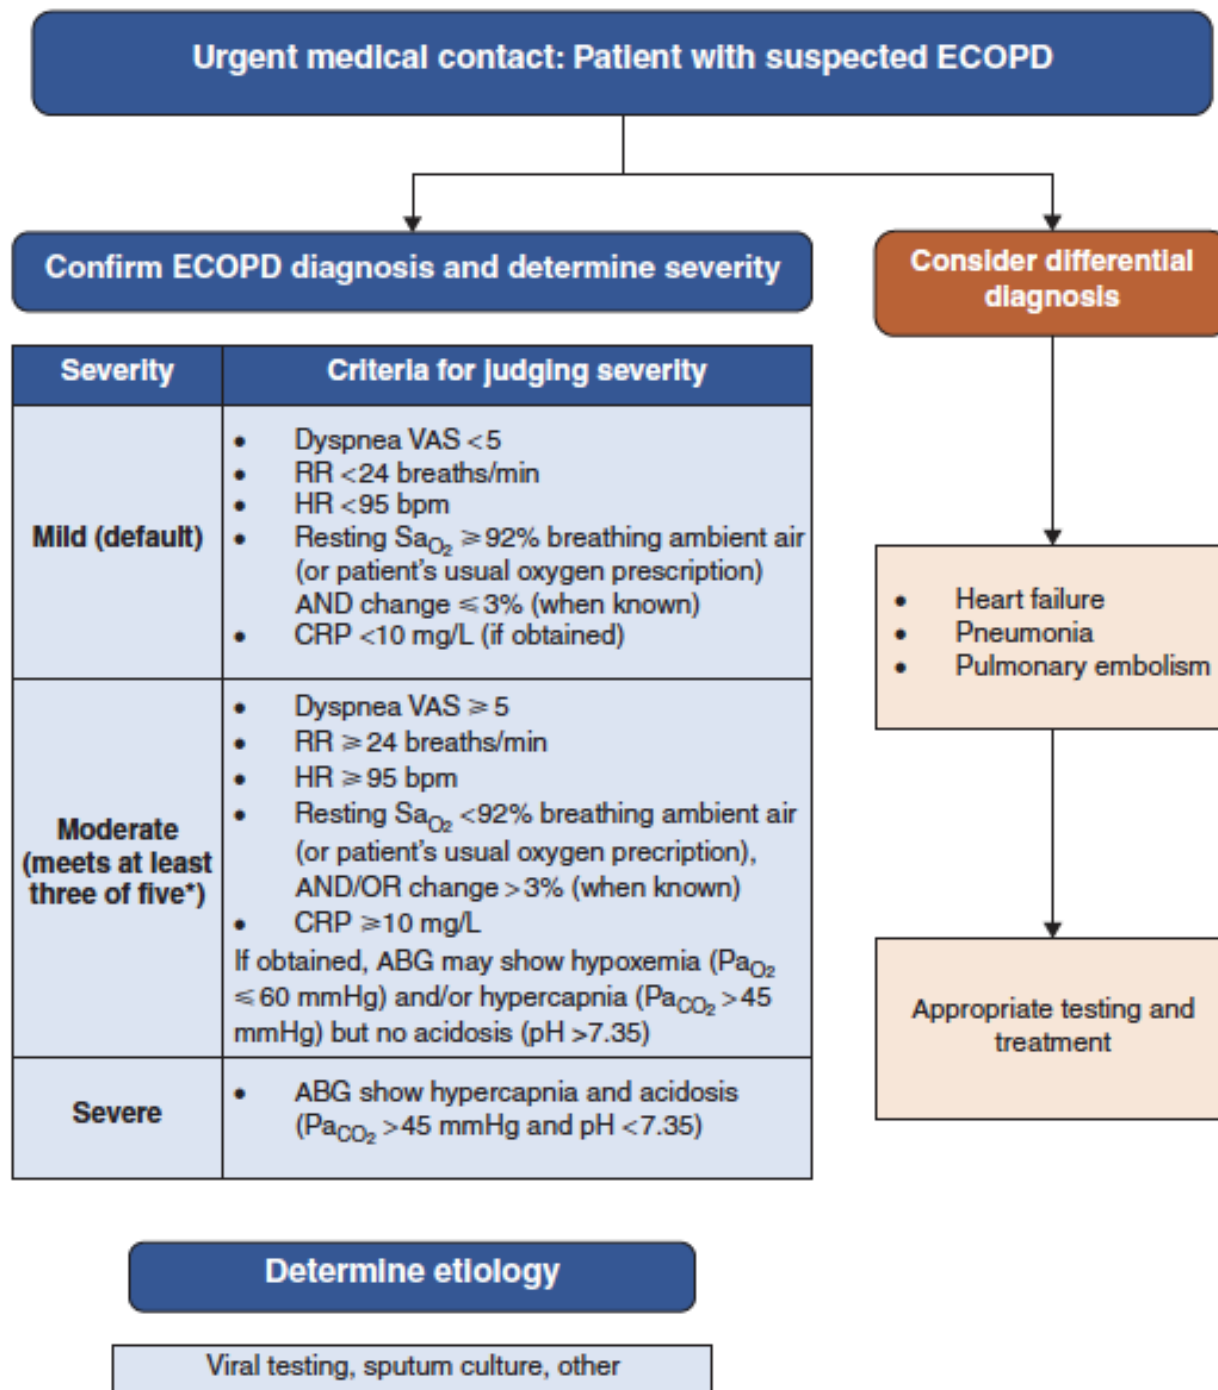 Urgent medical contact: Patient with suspected ECOPD
Confirm ECOPD diagnosis and determine severity
Severity
Criteria for judging severity
Mild (default)
• Dyspnea VAS <5
• RR <24 breaths/min
• HR <95 bpm
• Resting SaO2 ⩾92% breathing ambient air
(or patient's usual oxygen prescription)
AND change ⩽3% (when known)
• CRP <10 mg/L (if obtained)
Moderate
(meets at least
three of five*)
• Dyspnea VAS ⩾5
• RR ⩾24 breaths/min
• HR ⩾95 bpm
• Resting SaO2 <92% breathing ambient air
(or patient's usual oxygen precription),
AND/OR change >3% (when known)
• CRP ⩾10 mg/L
If obtained, ABG may show hypoxemia (PaO2
⩽60 mmHg) and/or hypercapnia (PaCO2 >45
mmHg) but no acidosis (pH >7.35)
Severe
• ABG show hypercapnia and acidosis
(PaCO2 >45 mmHg and pH <7.35)
Determine etiology
Viral testing, sputum culture, other
Consider differential
diagnosis
• Heart failure
• Pneumonia
• Pulmonary embolism
Appropriate testing and
treatment